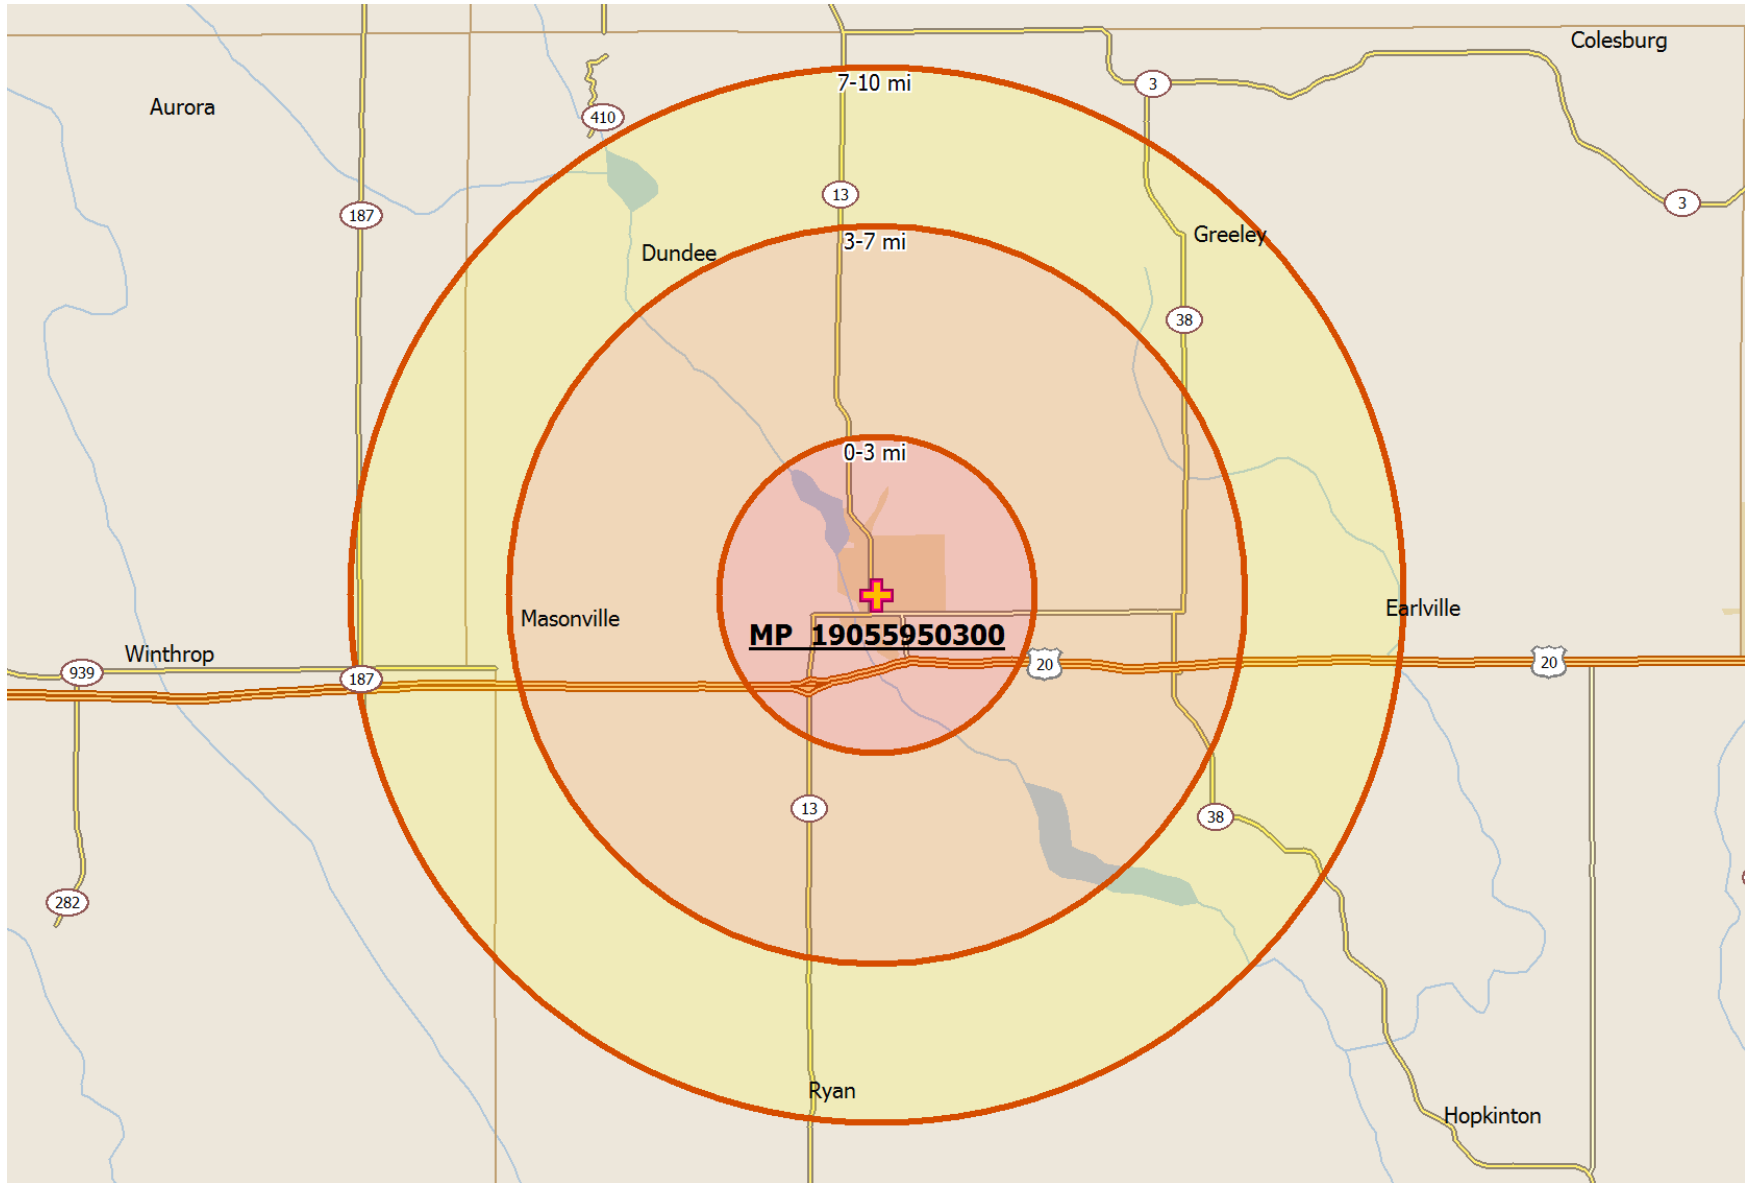 Colesburg
7-10 mi
3
Aurora
410
13
3
187
Greeley
3-7 mi
Dundee
38
0-3 mi
Earlville
Masonville
MP 19055950300
Winthrop
20
20
939
187
13
38
282
Ryan
Hopkinton